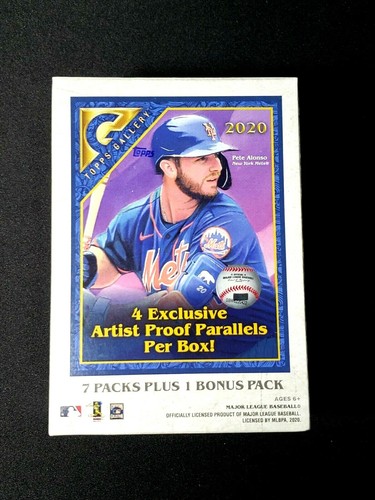 TOPPS GALLERY
2020
TOPPS
Pete Alonso
New York Mets®
Mets
Mets
20
4 Exclusive
Artist Proof Parallels
Per Box!
7 PACKS PLUS 1 BONUS PACK
AGES 6+
MAJOR LEAGUE BASEBALL®
OFFICIALLY LICENSED PRODUCT OF MAJOR LEAGUE BASEBALL.
LICENSED BY MLBPA, 2020.